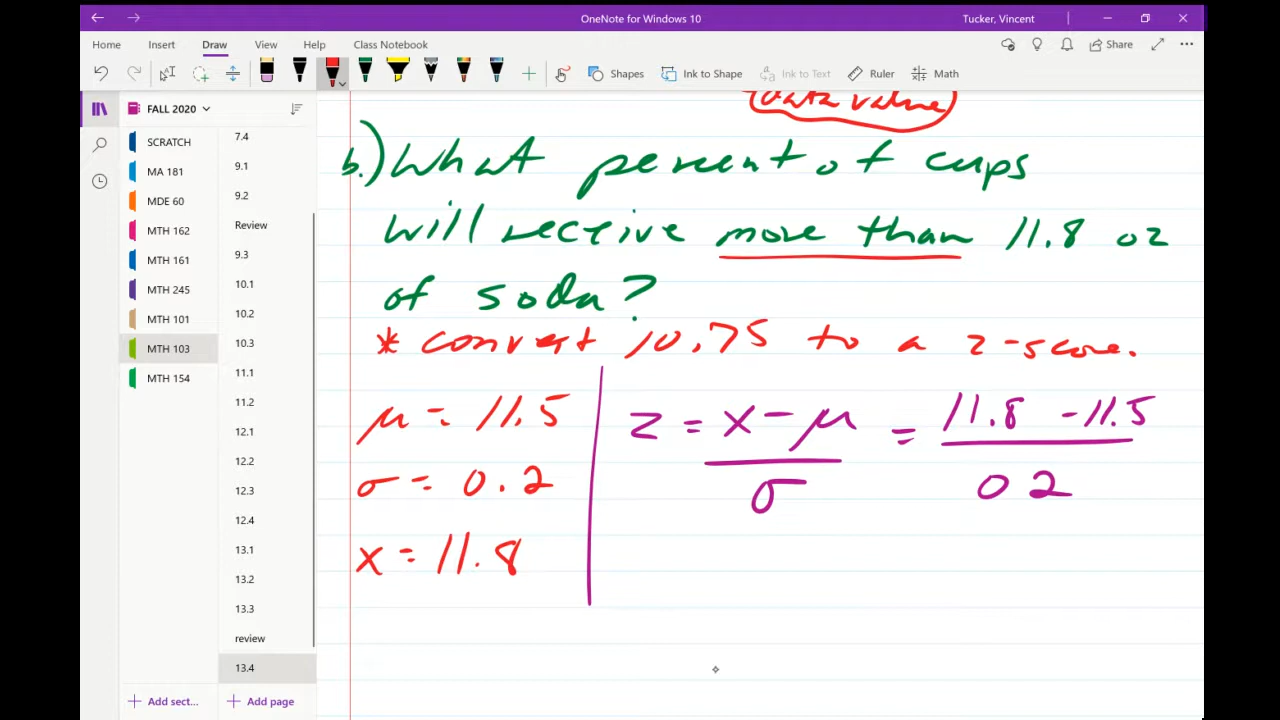 OneNote for Windows 10
Tucker, Vincent
Home Insert Draw View Help Class Notebook
Share
Shapes Ink to Shape Ink to Text Ruler Math
FALL 2020
SCRATCH
MA 181
MDE 60
MTH 162
MTH 161
MTH 245
MTH 101
MTH 103
MTH 154
Add sect...
7.4
9.1
9.2
Review
9.3
10.1
10.2
10.3
11.1
11.2
12.1
12.2
12.3
12.4
13.1
13.2
13.3
review
13.4
Add page
data value
b.) What percent of cups
will receive more than 11.8 oz
of soda?
* convert 10.75 to a z-score.
μ = 11.5
σ = 0.2
x = 11.8
z = x - μ / σ = 11.8 - 11.5 / 0 2